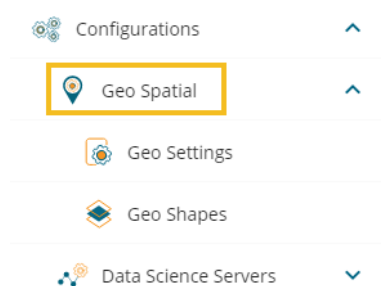 Configurations
Geo Spatial
Geo Settings
Geo Shapes
Data Science Servers